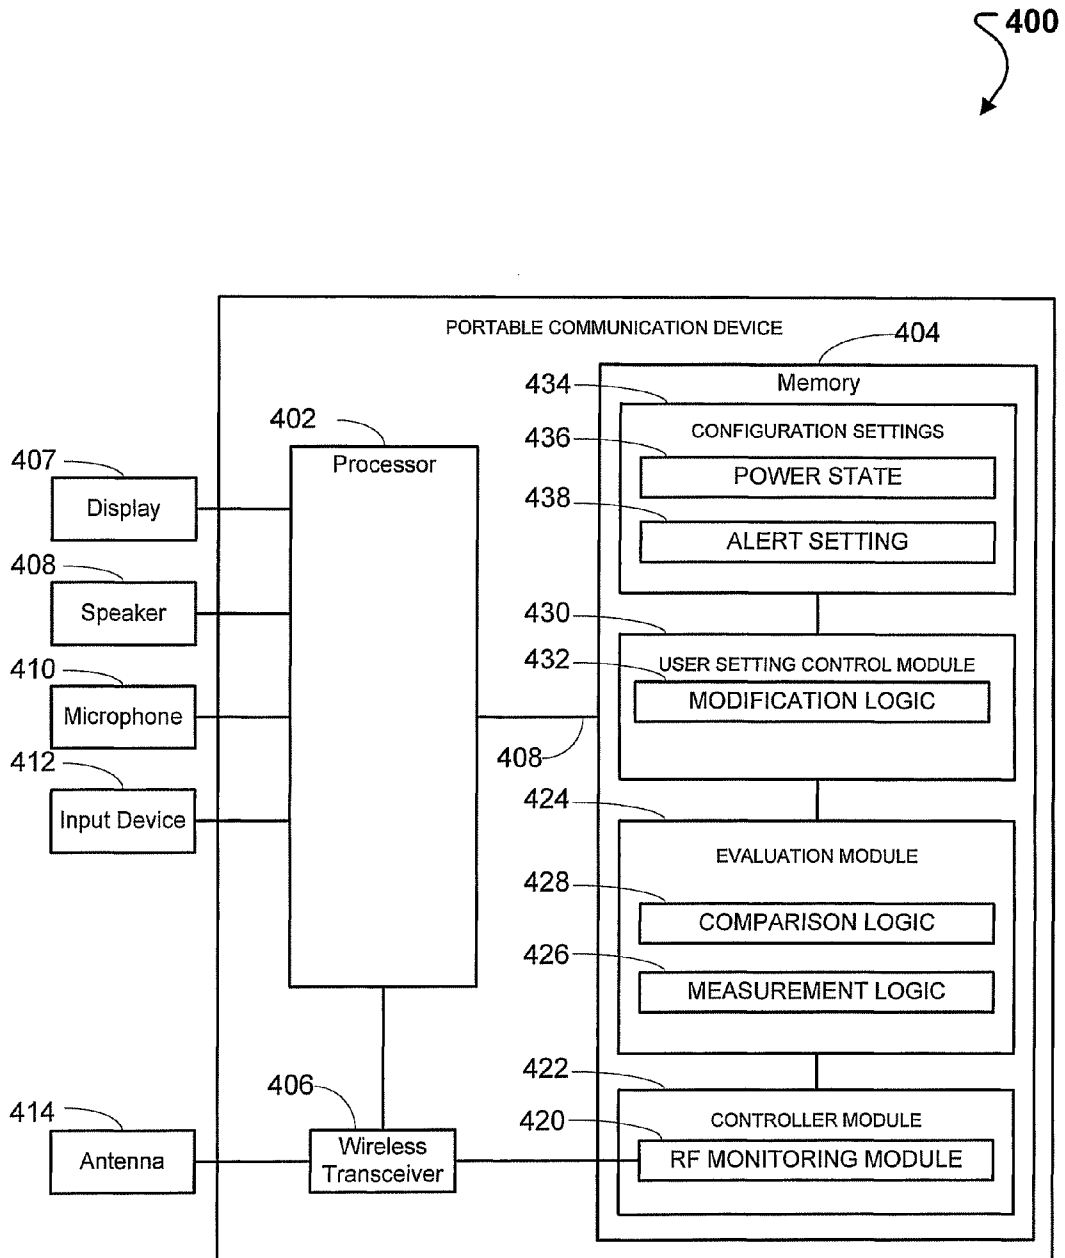 400
PORTABLE COMMUNICATION DEVICE
404
Memory
434
CONFIGURATION SETTINGS
436
POWER STATE
438
ALERT SETTING
402
Processor
407
Display
408
Speaker
410
Microphone
412
Input Device
430
USER SETTING CONTROL MODULE
432
MODIFICATION LOGIC
408
424
EVALUATION MODULE
428
COMPARISON LOGIC
426
MEASUREMENT LOGIC
422
CONTROLLER MODULE
420
RF MONITORING MODULE
406
Wireless
Transceiver
414
Antenna